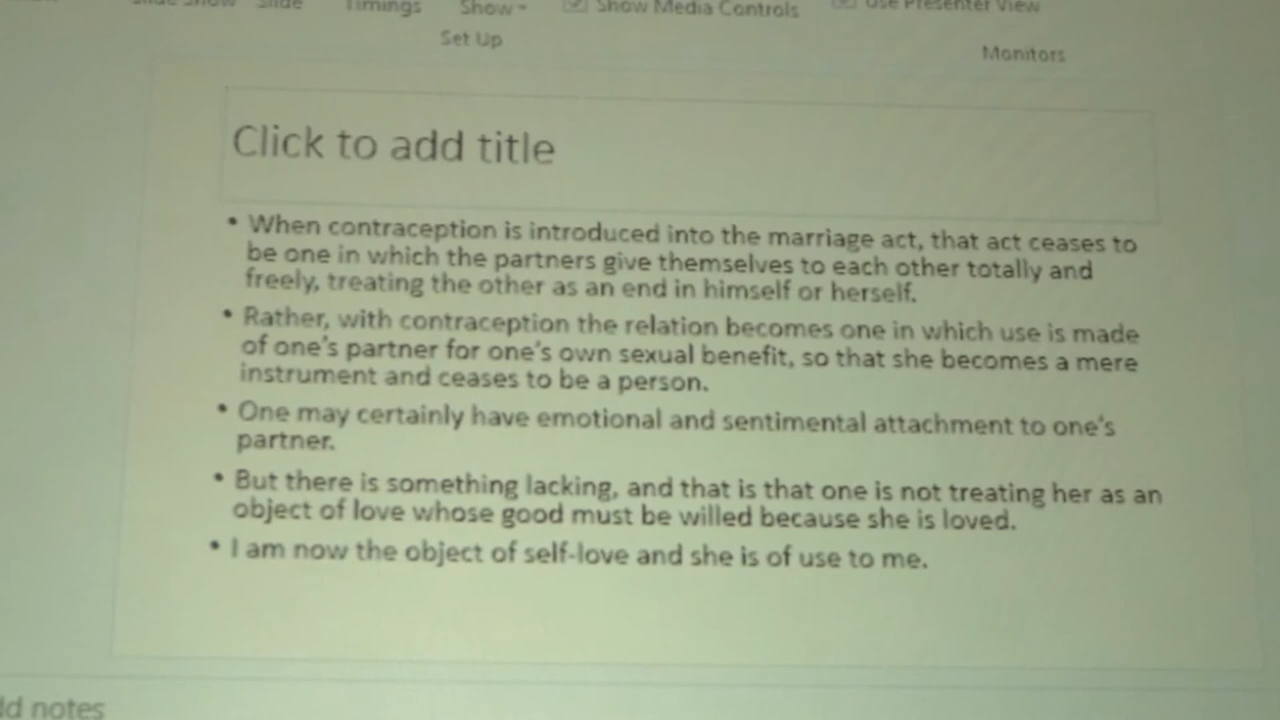 Slide Show Slide Timings Show Show Media Controls Use Presenter View
Set Up
Monitors
Click to add title
• When contraception is introduced into the marriage act, that act ceases to
be one in which the partners give themselves to each other totally and
freely, treating the other as an end in himself or herself.
• Rather, with contraception the relation becomes one in which use is made
of one's partner for one's own sexual benefit, so that she becomes a mere
instrument and ceases to be a person.
• One may certainly have emotional and sentimental attachment to one's
partner.
• But there is something lacking, and that is that one is not treating her as an
object of love whose good must be willed because she is loved.
• I am now the object of self-love and she is of use to me.
notes